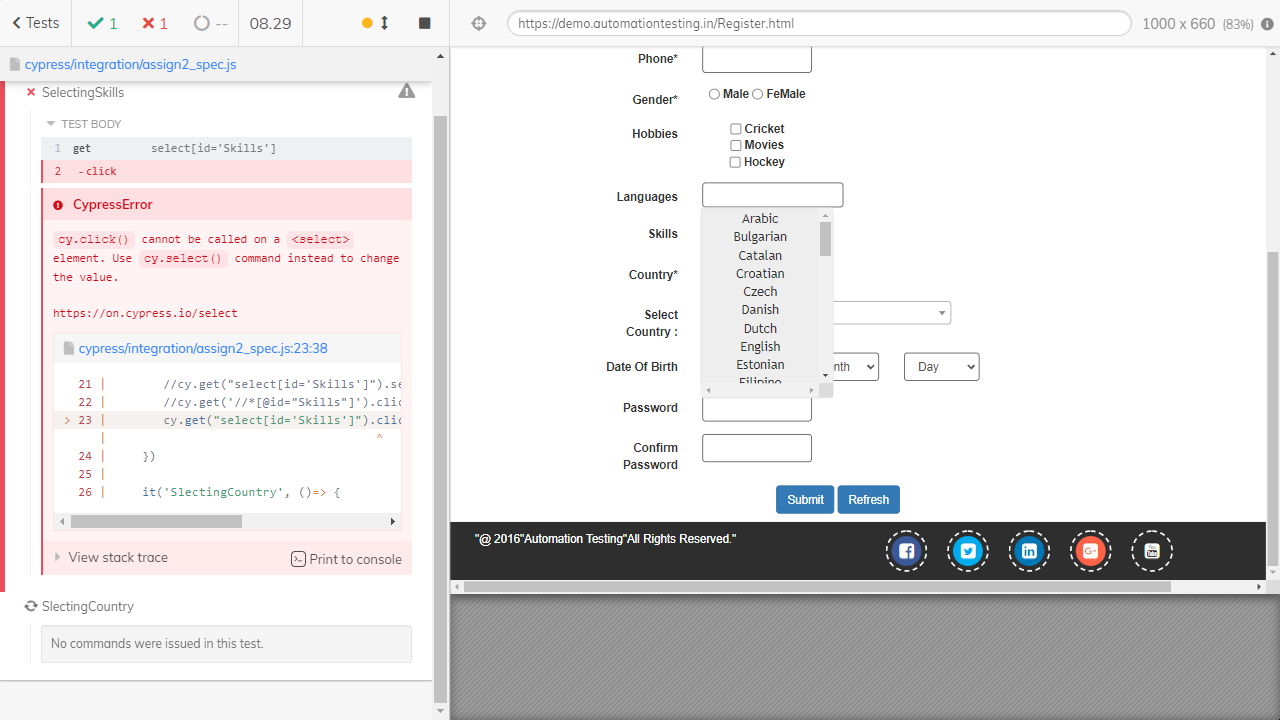 Tests
1
1
--
08.29
https://demo.automationtesting.in/Register.html
1000 x 660 (83%)
cypress/integration/assign2_spec.js
SelectingSkills
TEST BODY
1 get select[id='Skills']
2 -click
CypressError
cy.click() cannot be called on a <select>
element. Use cy.select() command instead to change
the value.
https://on.cypress.io/select
cypress/integration/assign2_spec.js:23:38
21 | //cy.get("select[id='Skills']").se
22 | //cy.get('//*[@id="Skills"]').clic
> 23 | cy.get("select[id='Skills']").clic
| ^
24 | })
25 |
26 | it('SlectingCountry', ()=> {
View stack trace
Print to console
SlectingCountry
No commands were issued in this test.
Phone*
Gender*
Male
FeMale
Hobbies
Cricket
Movies
Hockey
Languages
Arabic
Bulgarian
Catalan
Croatian
Czech
Danish
Dutch
English
Estonian
Filipino
Skills
Country*
Select
Country :
Date Of Birth
nth
Day
Password
Confirm
Password
Submit
Refresh
"@ 2016"Automation Testing"All Rights Reserved."